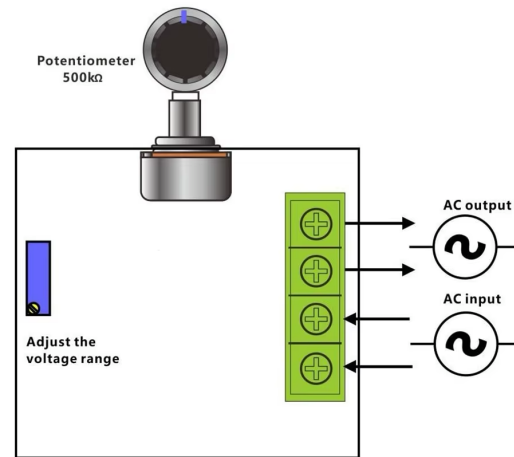 Potentiometer
500kΩ
AC output
AC input
Adjust the
voltage range